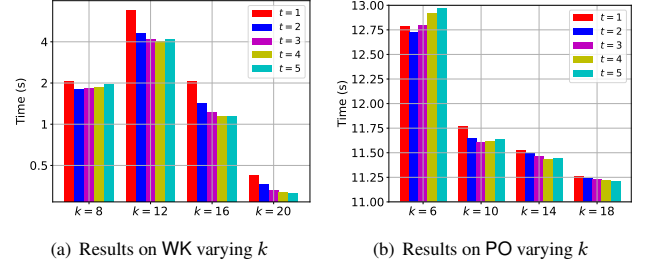 Time (s)
4
2
1
0.5
k = 8
k = 12
k = 16
k = 20
t = 1
t = 2
t = 3
t = 4
t = 5
(a) Results on WK varying k
Time (s)
13.00
12.75
12.50
12.25
12.00
11.75
11.50
11.25
11.00
k = 6
k = 10
k = 14
k = 18
t = 1
t = 2
t = 3
t = 4
t = 5
(b) Results on PO varying k